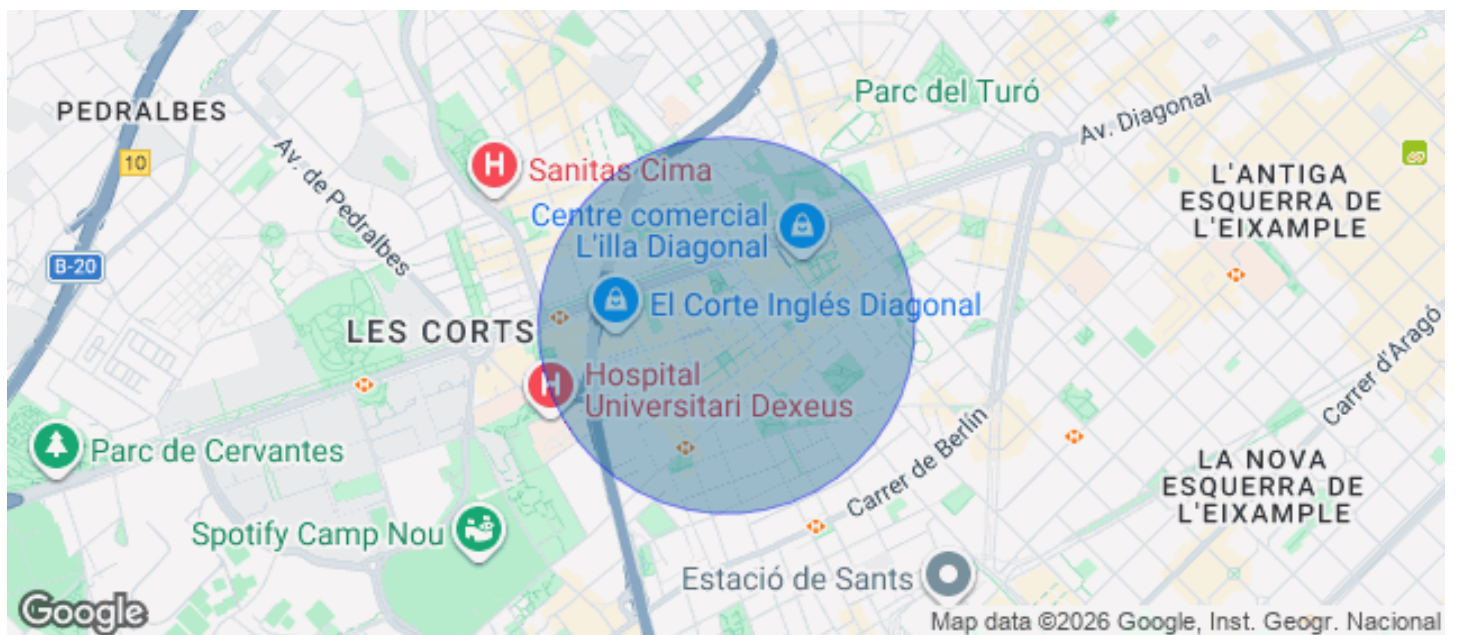 Parc del Turó
Av. Diagonal
PEDRALBES
10
Av. de Pedralbes
H
Sanitas Cima
L'ANTIGA
ESQUERRA DE
L'EIXAMPLE
Centre comercial
L'illa Diagonal
B-20
El Corte Inglés Diagonal
LES CORTS
Carrer d'Aragó
H
Hospital
Universitari Dexeus
Parc de Cervantes
Carrer de Berlín
LA NOVA
ESQUERRA DE
L'EIXAMPLE
Spotify Camp Nou
Estació de Sants
Google
Map data ©2026 Google, Inst. Geogr. Nacional